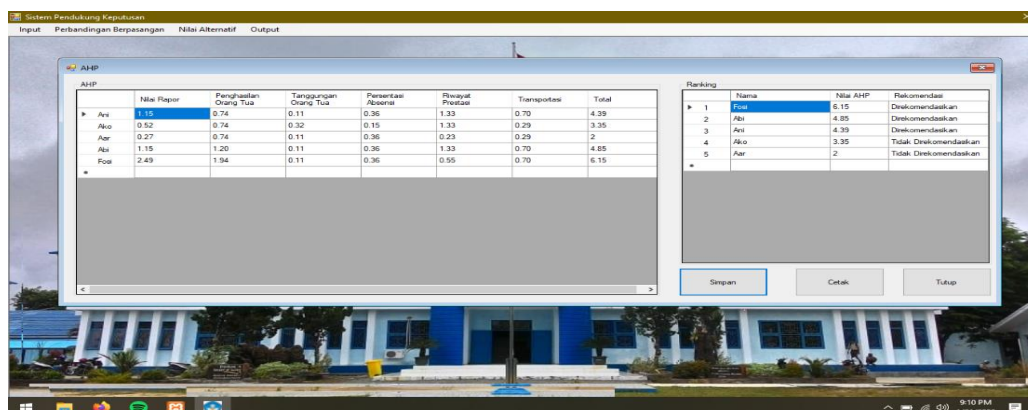 Sistem Pendukung Keputusan
Input Perbandingan Berpasangan Nilai Alternatif Output
AHP
AHP
Nilai Rapor Penghasilan Orang Tua Tanggungan Orang Tua Persentasi Absensi Riwayat Prestasi Transportasi Total
Ani 1.15 0.74 0.11 0.36 1.33 0.70 4.39
Ako 0.52 0.74 0.32 0.15 1.33 0.29 3.35
Aar 0.27 0.74 0.11 0.36 0.23 0.29 2
Abi 1.15 1.20 0.11 0.36 1.33 0.70 4.85
Fosi 2.49 1.94 0.11 0.36 0.55 0.70 6.15
Ranking
Nama Nilai AHP Rekomendasi
1 Fosi 6.15 Direkomendasikan
2 Abi 4.85 Direkomendasikan
3 Ani 4.39 Direkomendasikan
4 Ako 3.35 Tidak Direkomendasikan
5 Aar 2 Tidak Direkomendasikan
Simpan Cetak Tutup
9:10 PM